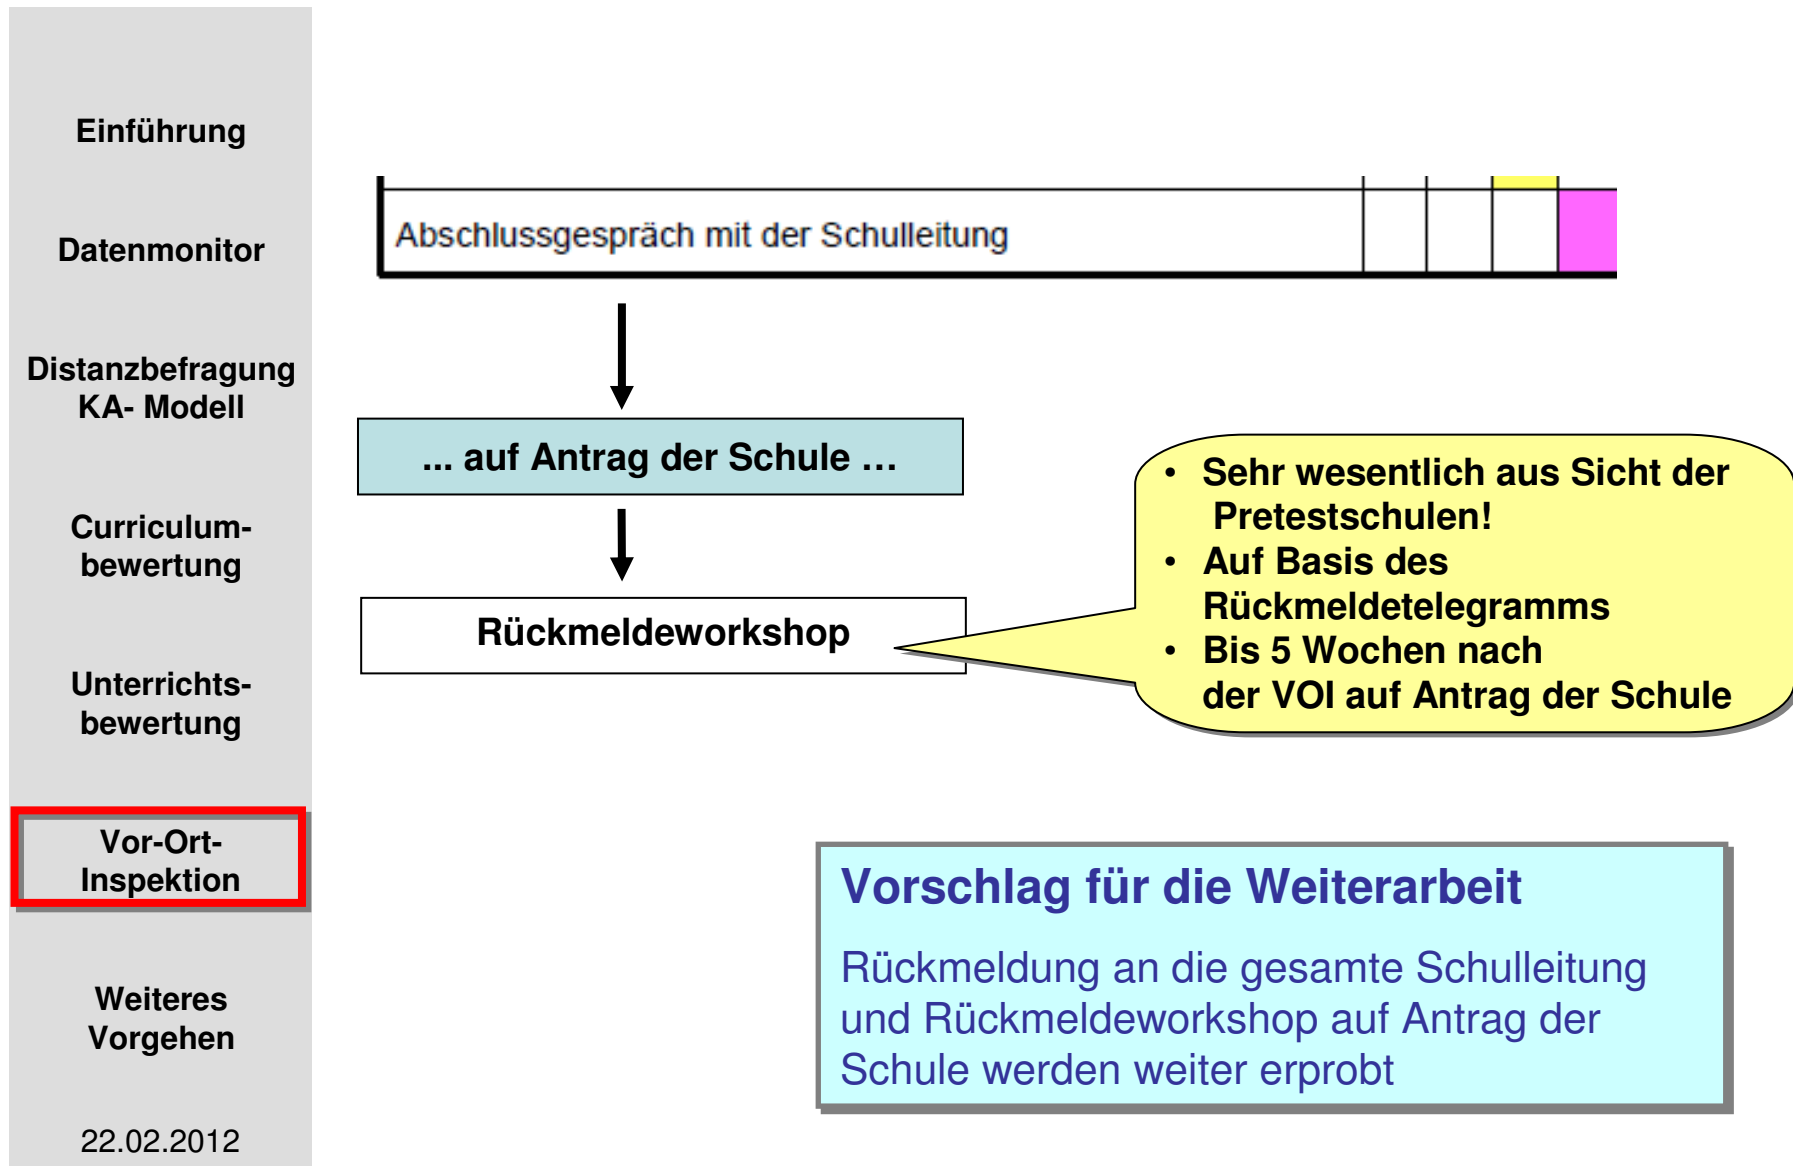 Einführung
Datenmonitor
Distanzbefragung
KA- Modell
Curriculum-
bewertung
Unterrichts-
bewertung
Vor-Ort-
Inspektion
Weiteres
Vorgehen
22.02.2012
Abschlussgespräch mit der Schulleitung
... auf Antrag der Schule …
Rückmeldeworkshop
• Sehr wesentlich aus Sicht der
Pretestschulen!
• Auf Basis des
Rückmeldetelegramms
• Bis 5 Wochen nach
der VOI auf Antrag der Schule
Vorschlag für die Weiterarbeit
Rückmeldung an die gesamte Schulleitung
und Rückmeldeworkshop auf Antrag der
Schule werden weiter erprobt